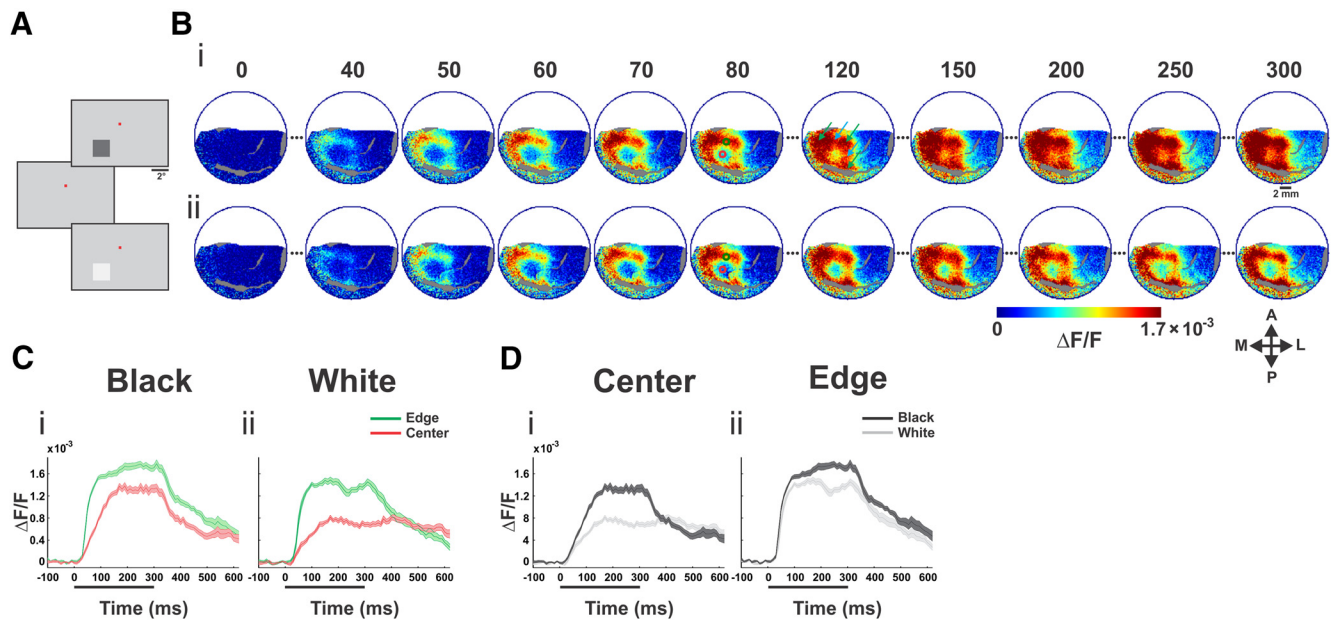 A
B
i
0 40 50 60 70 80 120 150 200 250 300
2°
2 mm
ii
0 1.7 × 10-3
ΔF/F
A
M L
P
C
Black White
i ii
Edge
Center
×10-3
1.6
1.2
0.8
0.4
0
ΔF/F
-100 0 100 200 300 400 500 600
-100 0 100 200 300 400 500 600
Time (ms) Time (ms)
D
Center Edge
i ii
Black
White
×10-3
1.6
1.2
.8
0.4
0
ΔF/F
-100 0 100 200 300 400 500 600
-100 0 100 200 300 400 500 600
Time (ms) Time (ms)